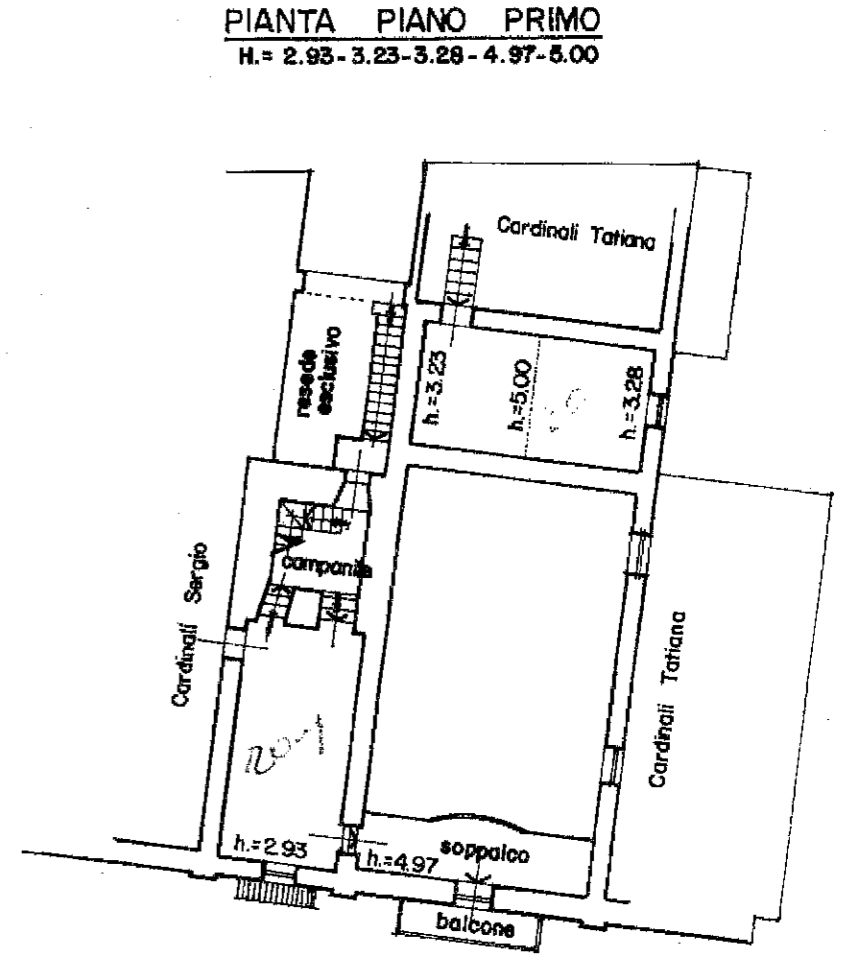 PIANTA PIANO PRIMO
H.= 2.93-3.23-3.28-4.97-5.00
Cardinali Tatiana
resede
esclusivo
h.=3.23
h.=5.00
h.=3.28
Cardinali Sergio
campanile
Cardinali Tatiana
h.=2.93
h.=4.97
soppalco
balcone